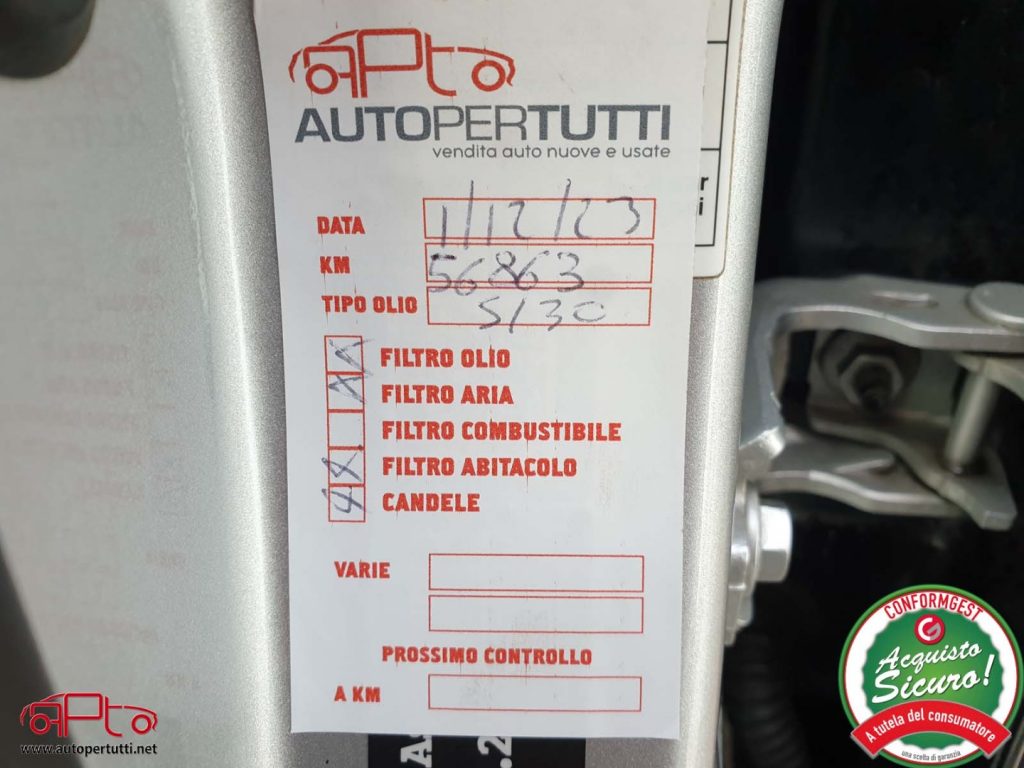 APto
AUTOPERTUTTI
vendita auto nuove e usate
DATA 1/12/23
KM 56863
TIPO OLIO 5/30
X FILTRO OLIO
X FILTRO ARIA
FILTRO COMBUSTIBILE
X FILTRO ABITACOLO
X CANDELE
VARIE
PROSSIMO CONTROLLO
A KM
r
i
APto
www.autopertutti.net
CONFORMGEST
G
Acquisto
Sicuro!
A tutela del consumatore
una scelta di garanzia